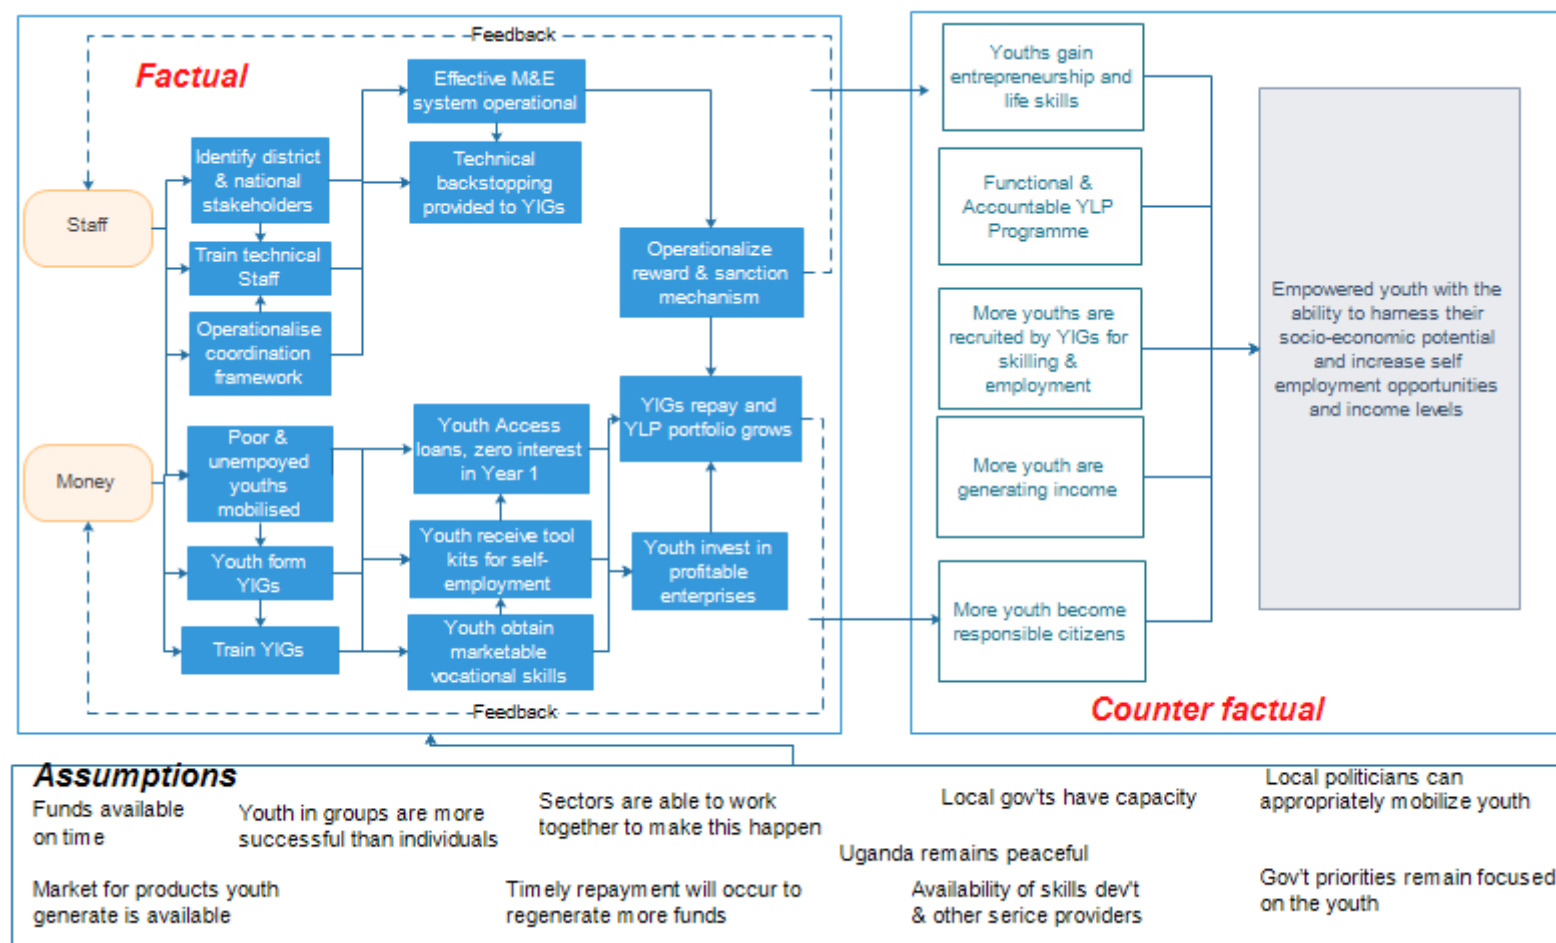 Feedback
Factual
Staff
Money
Identify district
& national
stakeholders
Train technical
Staff
Operationalise
coordination
framework
Poor &
unempoyed
youths
mobilised
Youth form
YIGs
Train YIGs
Effective M&E
system operational
Technical
backstopping
provided to YIGs
Youth Access
loans, zero interest
in Year 1
Youth receive tool
kits for self-
employment
Youth obtain
marketable
vocational skills
Operationalize
reward & sanction
mechanism
YIGs repay and
YLP portfolio grows
Youth invest in
profitable
enterprises
Feedback
Youths gain
entrepreneurship and
life skills
Functional &
Accountable YLP
Programme
More youths are
recruited by YIGs for
skilling &
employment
More youth are
generating income
More youth become
responsible citizens
Empowered youth with the
ability to harness their
socio-economic potential
and increase self
employment opportunities
and income levels
Counter factual
Assumptions
Funds available
on time
Youth in groups are more
successful than individuals
Sectors are able to work
together to make this happen
Local gov'ts have capacity
Local politicians can
appropriately mobilize youth
Uganda remains peaceful
Market for products youth
generate is available
Timely repayment will occur to
regenerate more funds
Availability of skills dev't
& other serice providers
Gov't priorities remain focused
on the youth